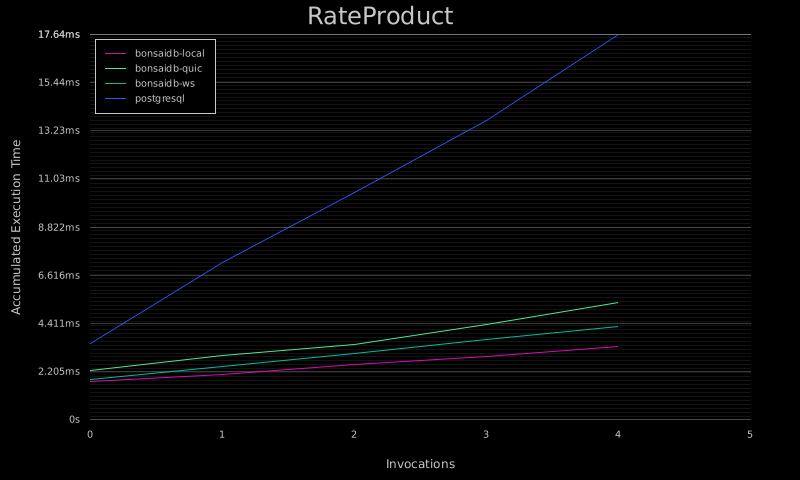 RateProduct
17.64ms
15.44ms
13.23ms
11.03ms
8.822ms
6.616ms
4.411ms
2.205ms
0s
bonsaidb-local
bonsaidb-quic
bonsaidb-ws
postgresql
Accumulated Execution Time
0 1 2 3 4 5
Invocations